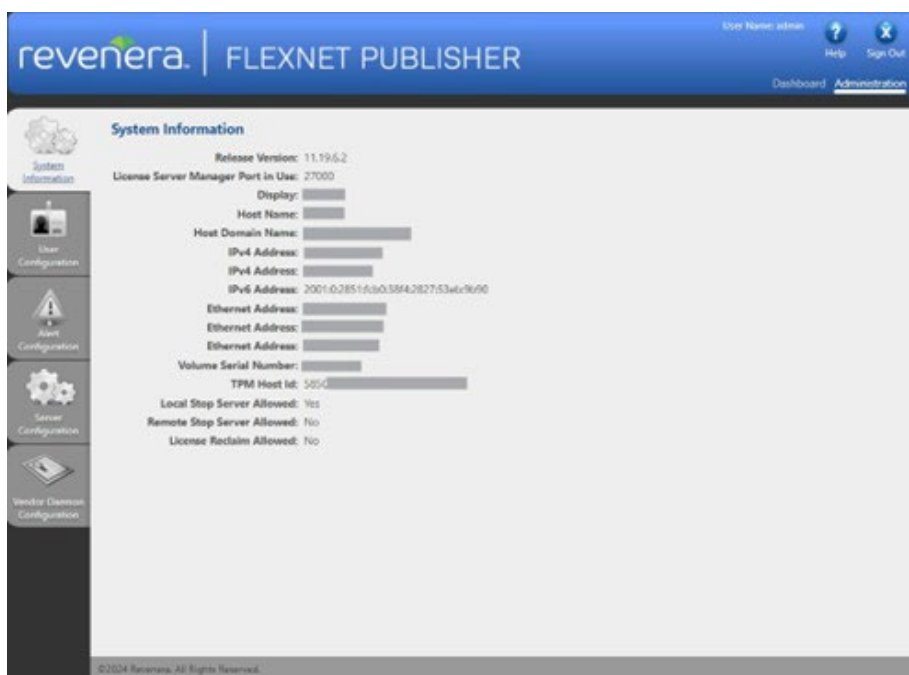 User Name: admin
revenera. FLEXNET PUBLISHER
Help Sign Out
Dashboard Administration
System Information
System Information
Release Version: 11.19.6.2
License Server Manager Port in Use: 27000
Display:
Host Name:
Host Domain Name:
IPv4 Address:
IPv4 Address:
IPv6 Address:
Ethernet Address:
Ethernet Address:
Ethernet Address:
Volume Serial Number:
TPM Host Id:
Local Stop Server Allowed: Yes
Remote Stop Server Allowed: No
License Reclaim Allowed: No
User Configuration
Alert Configuration
Server Configuration
Vendor Daemon Configuration
©2024 Revenera. All Rights Reserved.